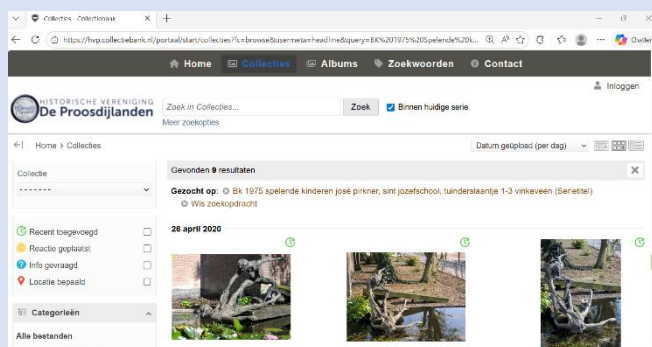 Collecties - Collectiebank
https://hvp.collectiebank.nl/portaal/start/collecties?fc=browse&usermeta=headline&query=BK%201975%20Spelende%20k...
Home Collecties Albums Zoekwoorden Contact
Inloggen
HISTORISCHE VERENIGING
De Proosdijlanden
Zoek in Collecties... Zoek Binnen huidige serie
Meer zoekopties
Home > Collecties Datum geüpload (per dag)
Collectie
-------
Gevonden 9 resultaten
Gezocht op: Bk 1975 spelende kinderen josé pirkner, sint jozefschool, tuinderslaantje 1-3 vinkeveen (Serietitel)
Wis zoekopdracht
26 april 2020
Recent toegevoegd
Reactie geplaatst
Info gevraagd
Locatie bepaald
Categorieën
Alle bestanden